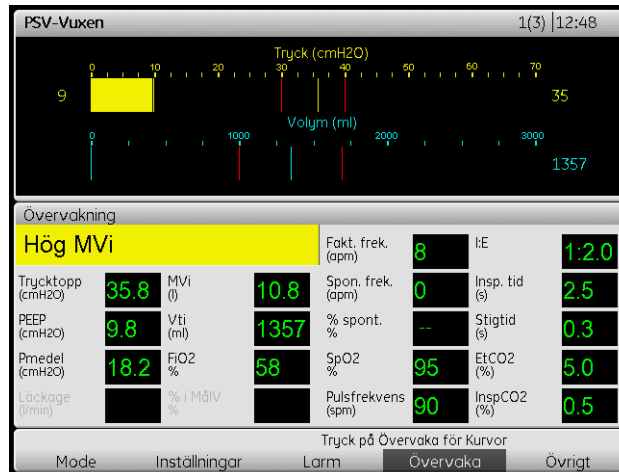 PSV-Vuxen 1(3) 12:48
Tryck (cmH2O)
0 10 20 30 40 50 60 70
9 35
Volym (ml)
0 1000 2000 3000
1357
Övervakning
Hög MVi
Fakt. frek. (apm) 8 I:E 1:2.0
Trycktopp (cmH2O) 35.8 MVi (l) 10.8 Spon. frek. (apm) 0 Insp. tid (s) 2.5
PEEP (cmH2O) 9.8 Vti (ml) 1357 % spont. % -- Stigtid (s) 0.3
Pmedel (cmH2O) 18.2 FiO2 % 58 SpO2 % 95 EtCO2 (%) 5.0
Läckage (l/min) % i MålV % Pulsfrekvens (spm) 90 InspCO2 (%) 0.5
Tryck på Övervaka för Kurvor
Mode Inställningar Larm Övervaka Övrigt